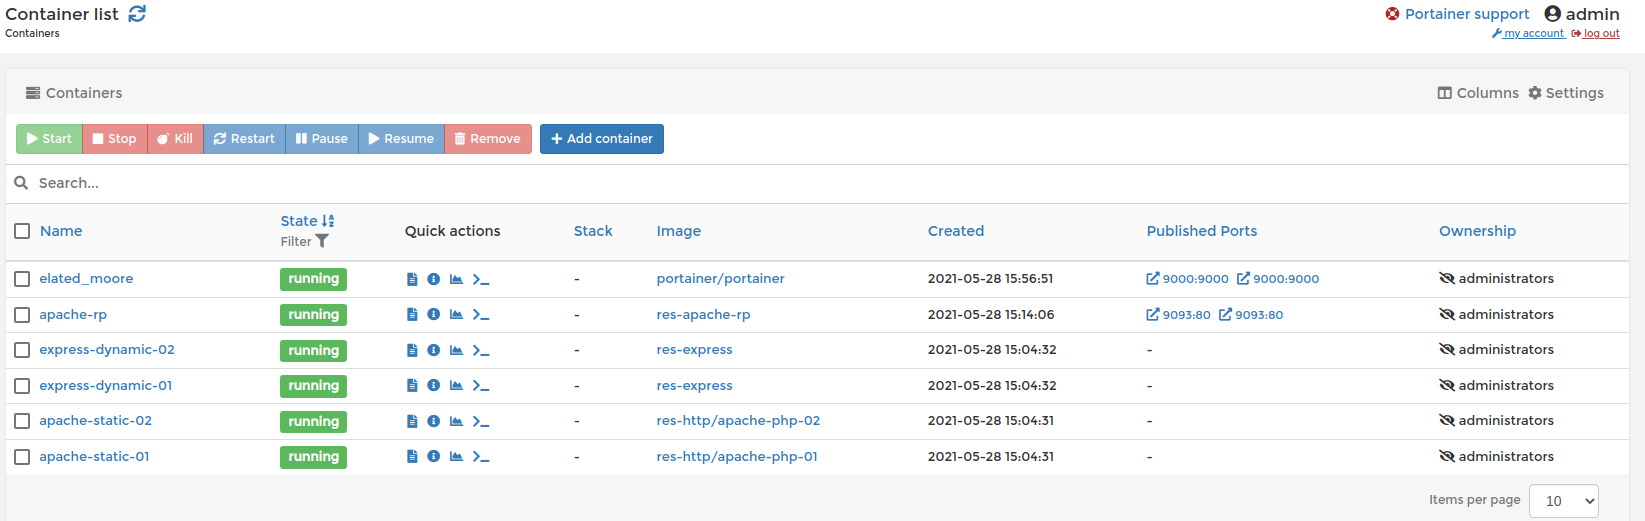 Container list Portainer support admin
Containers my account log out
Containers Columns Settings
Start Stop Kill Restart Pause Resume Remove Add container
Search...
Name State Filter Quick actions Stack Image Created Published Ports Ownership
elated_moore running - portainer/portainer 2021-05-28 15:56:51 9000:9000 9000:9000 administrators
apache-rp running - res-apache-rp 2021-05-28 15:14:06 9093:80 9093:80 administrators
express-dynamic-02 running - res-express 2021-05-28 15:04:32 - administrators
express-dynamic-01 running - res-express 2021-05-28 15:04:32 - administrators
apache-static-02 running - res-http/apache-php-02 2021-05-28 15:04:31 - administrators
apache-static-01 running - res-http/apache-php-01 2021-05-28 15:04:31 - administrators
Items per page 10